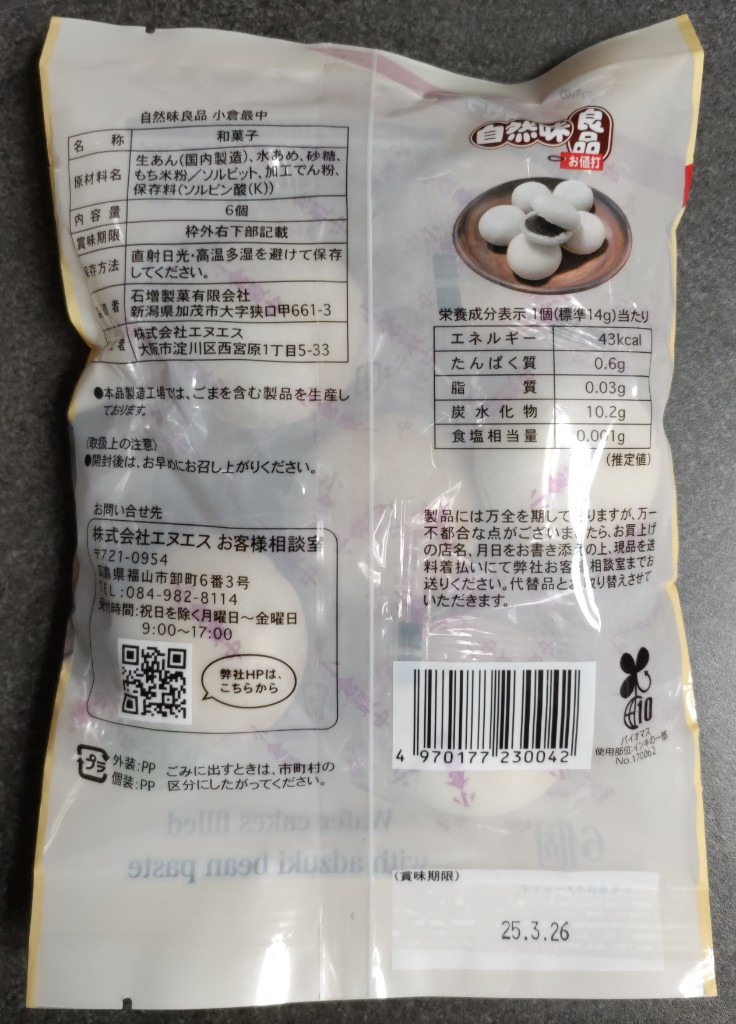 自然味良品 小倉最中
名 称 和菓子
原材料名 生あん(国内製造)、水あめ、砂糖、
もち米粉/ソルビット、加工でん粉、
保存料(ソルビン酸(K))
内 容 量 6個
賞味期限 枠外右下部記載
保存方法 直射日光・高温多湿を避けて保存
してください。
者 石増製菓有限会社
新潟県加茂市大字狭口甲661-3
者 株式会社エヌエス
大阪市淀川区西宮原1丁目5-33
●本品製造工場では、ごまを含む製品を生産し
ております。
〈取扱上の注意〉
●開封後は、お早めにお召し上がりください。
お問い合せ先
株式会社エヌエス お客様相談室
〒721-0954
広島県福山市卸町6番3号
TEL:084-982-8114
受付時間:祝日を除く月曜日〜金曜日
9:00〜17:00
弊社HPは、
こちらから
プラ
外装:PP
個装:PP
ごみに出すときは、市町村の
区分にしたがってください。
自然味良品
お値打
栄養成分表示 1個(標準14g)当たり
エネルギー 43kcal
たんぱく質 0.6g
脂 質 0.03g
炭水化物 10.2g
食塩相当量 0.001g
(推定値)
製品には万全を期しておりますが、万一
不都合な点がございましたら、お買上げ
の店名、月日をお書き添えの上、現品を送
料着払いにて弊社お客様相談室までお
送りください。代替品とお取り替えさせて
いただきます。
4 970177 230042
10
バイオマス
使用部位:インキの一部
No.170062
Wafer cakes filled
with adzuki bean paste
6個
(賞味期限)
25.3.26